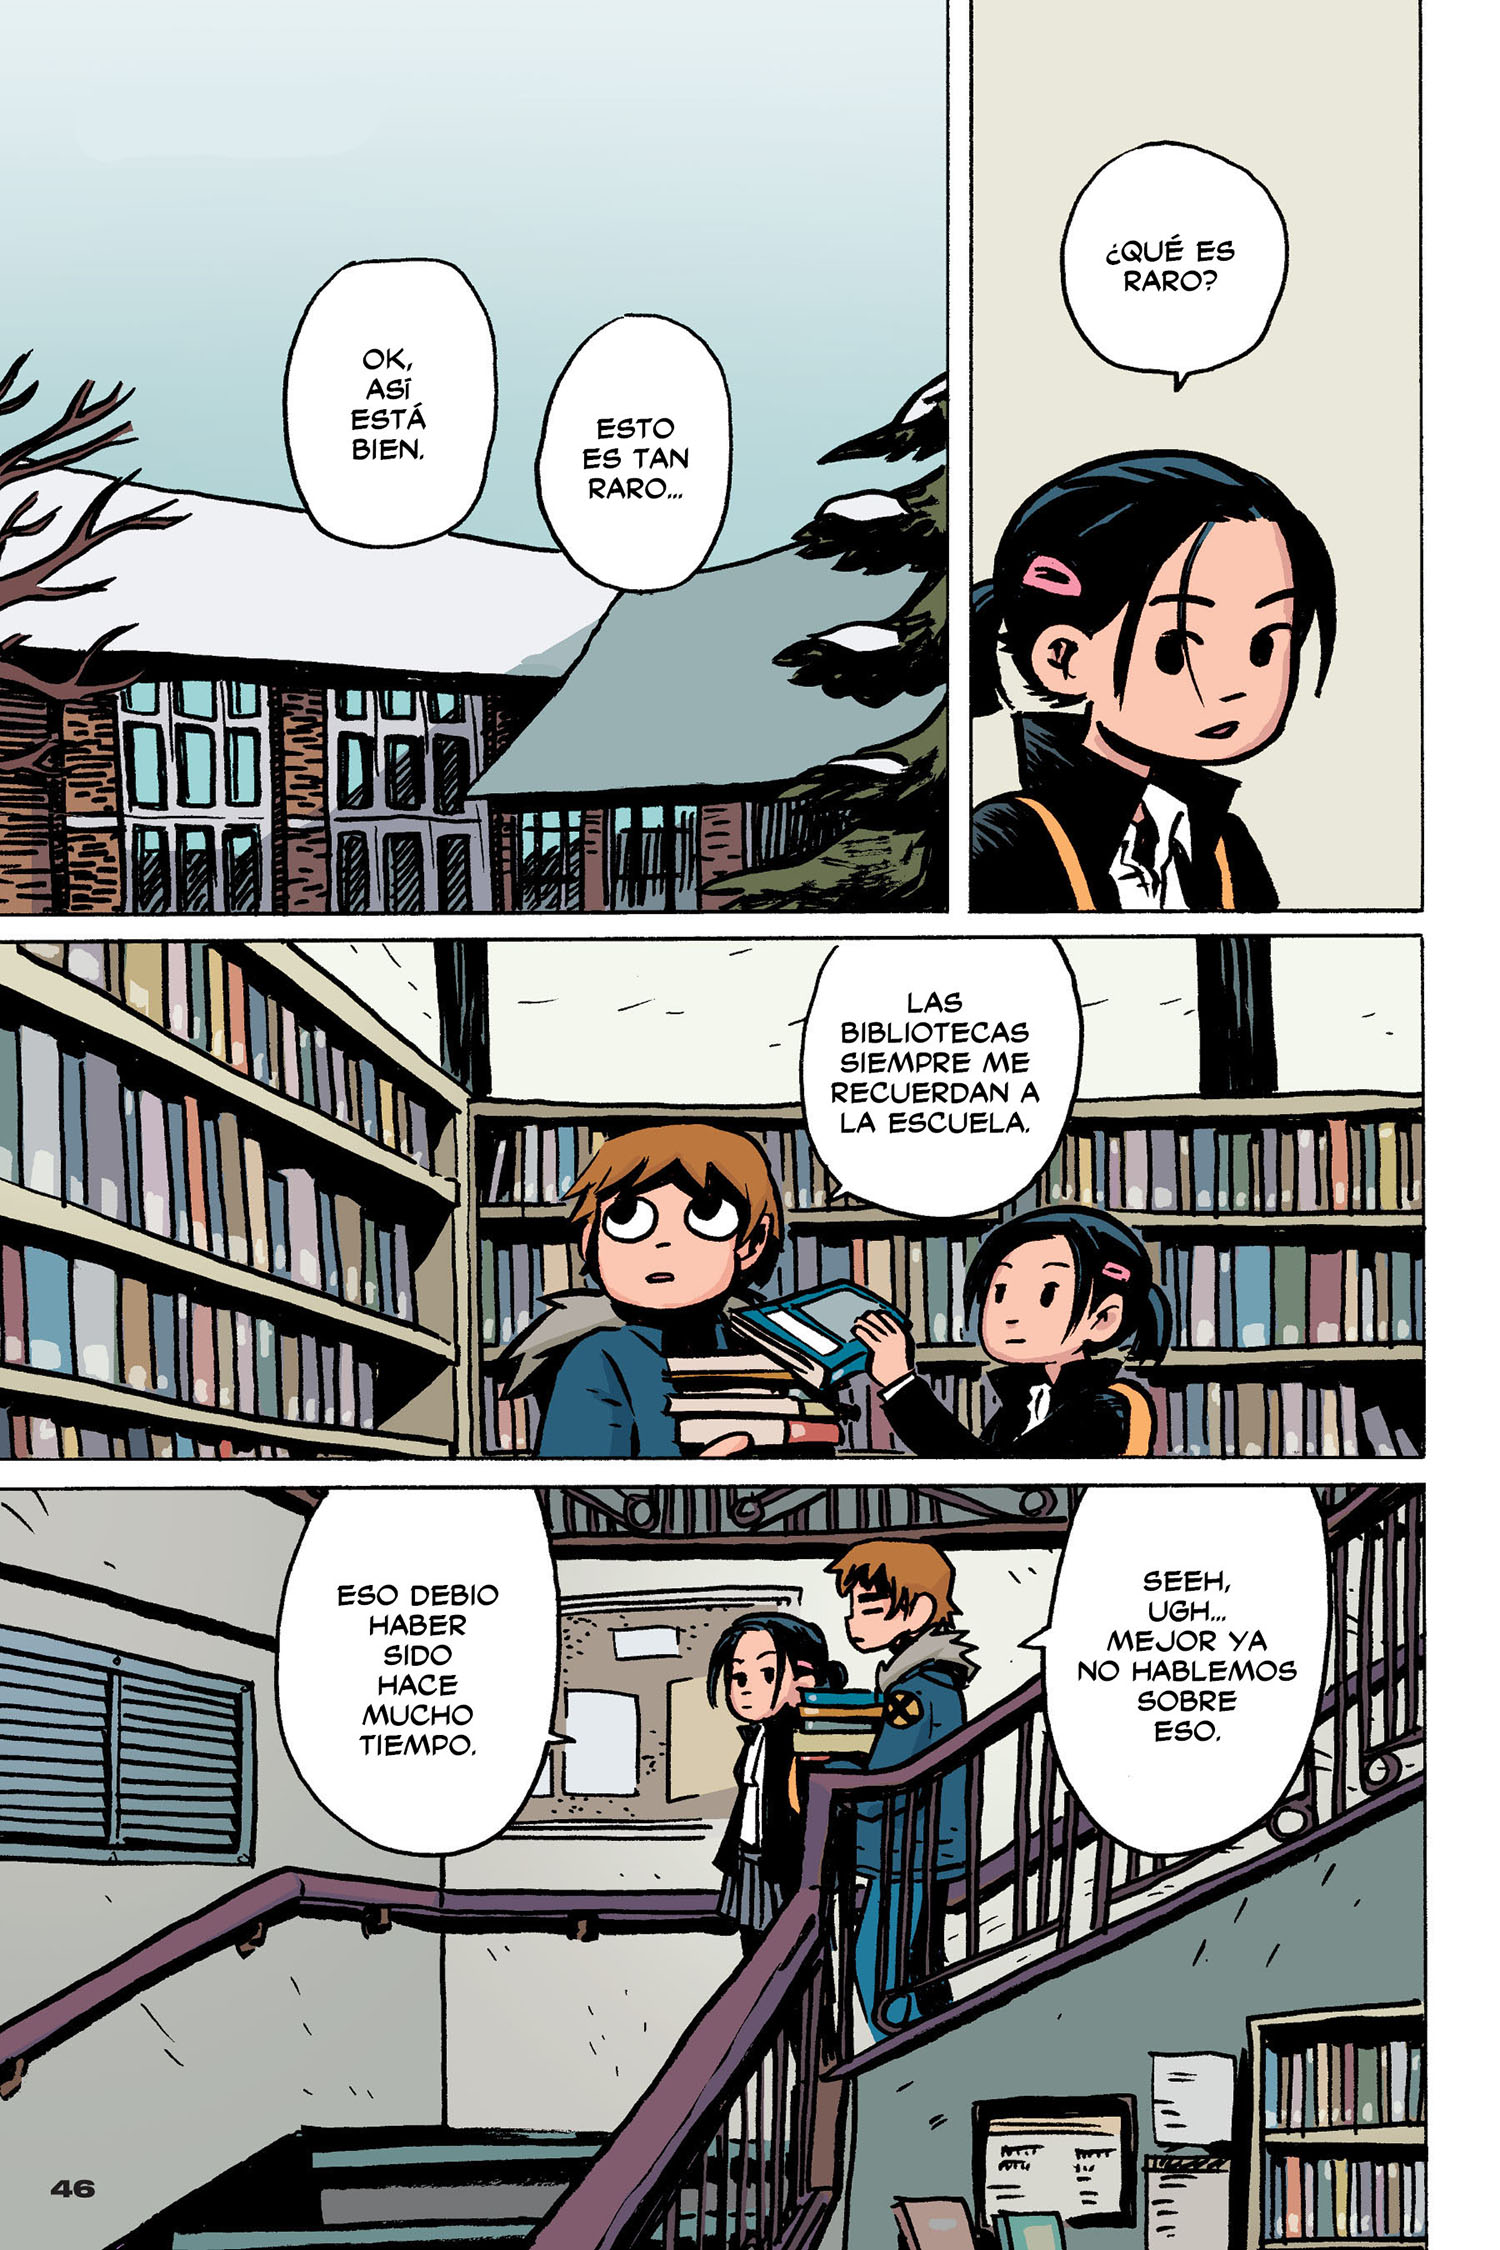 OK,
ASÍ
ESTÁ
BIEN.
ESTO
ES TAN
RARO...
¿QUÉ ES
RARO?
LAS
BIBLIOTECAS
SIEMPRE ME
RECUERDAN A
LA ESCUELA.
ESO DEBIO
HABER
SIDO
HACE
MUCHO
TIEMPO.
SEEH,
UGH...
MEJOR YA
NO HABLEMOS
SOBRE
ESO.
46